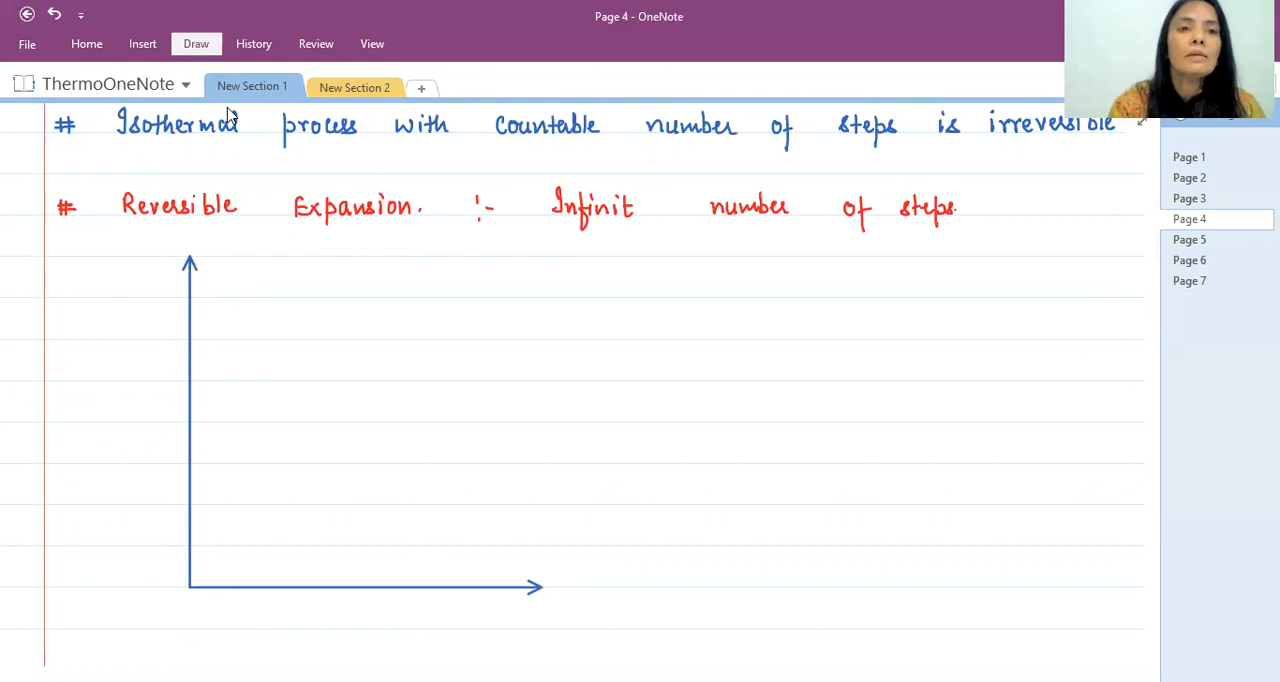 Page 4 - OneNote
File Home Insert Draw History Review View
ThermoOneNote New Section 1 New Section 2 +
# Isothermal process with countable number of steps is irreversible
# Reversible Expansion. :- Infinit number of steps.
Page 1
Page 2
Page 3
Page 4
Page 5
Page 6
Page 7